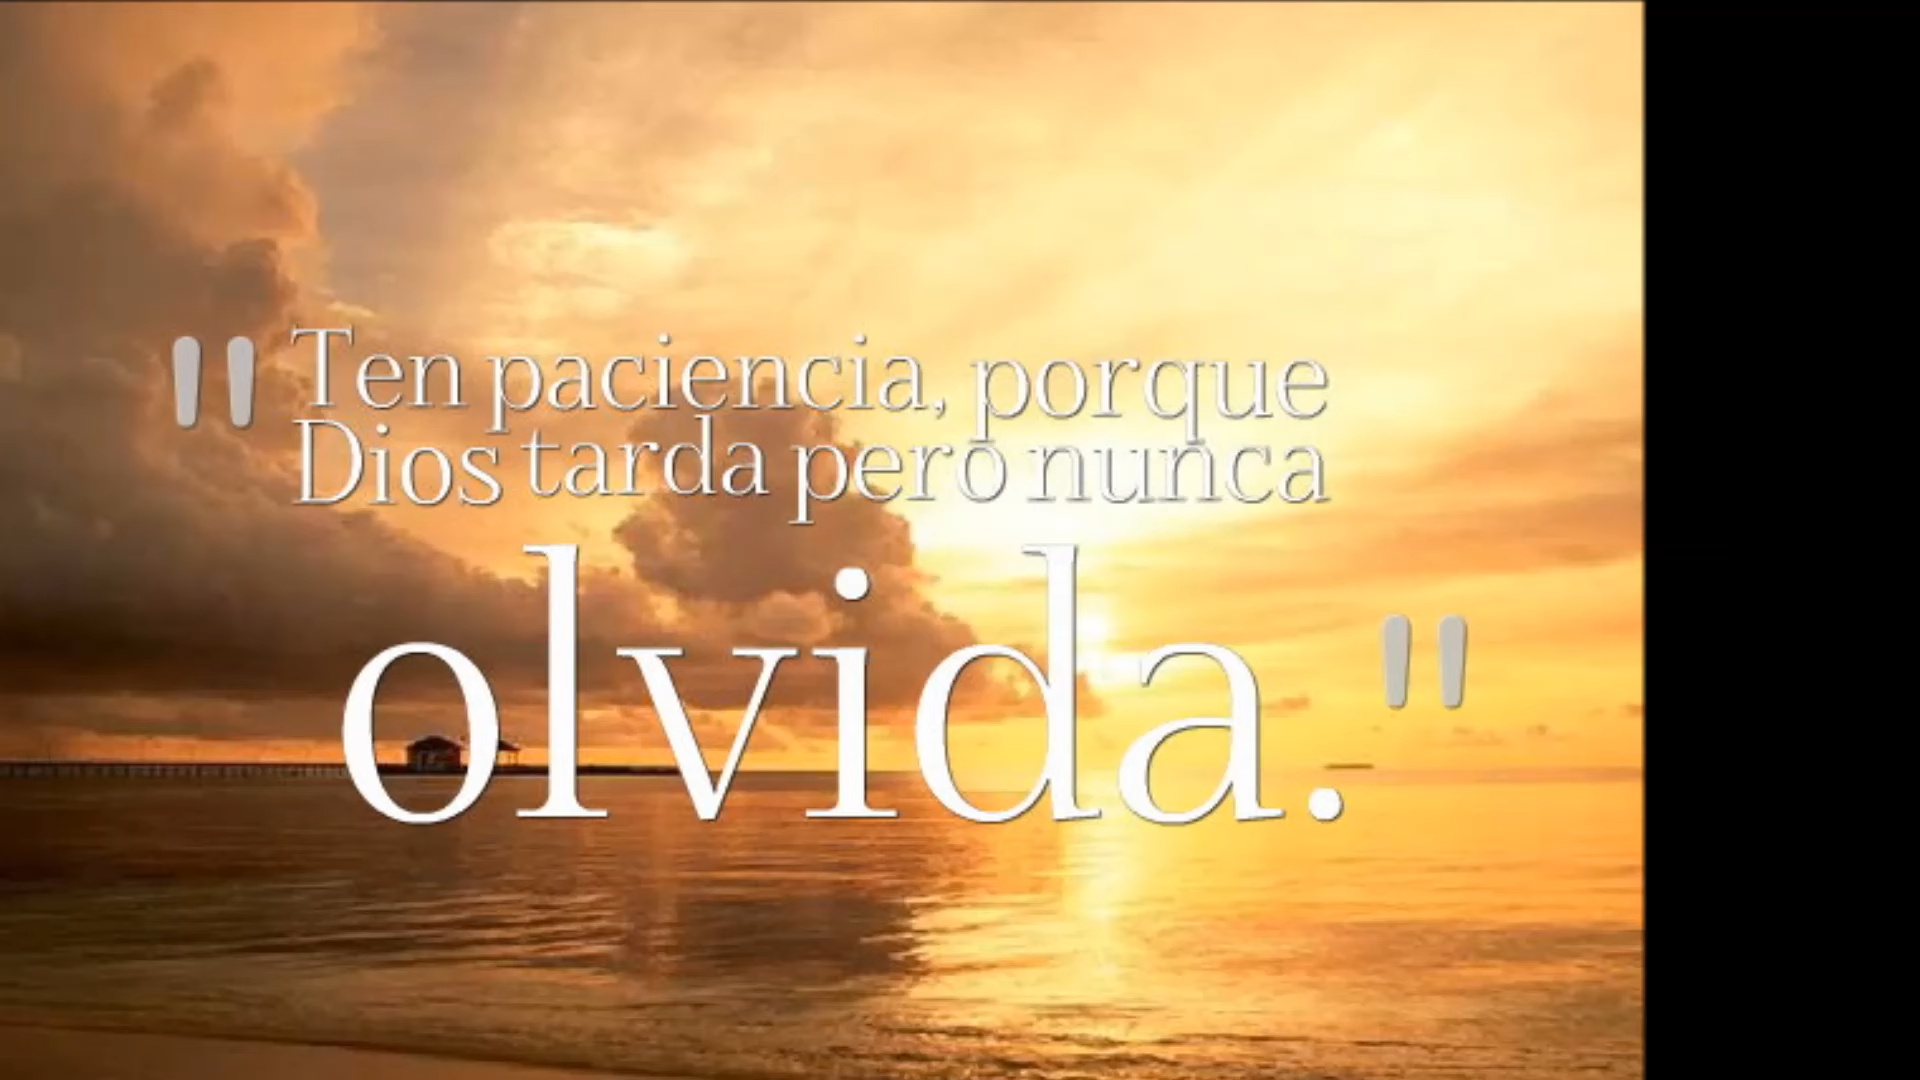 "Ten paciencia, porque
Dios tarda pero nunca
olvida."